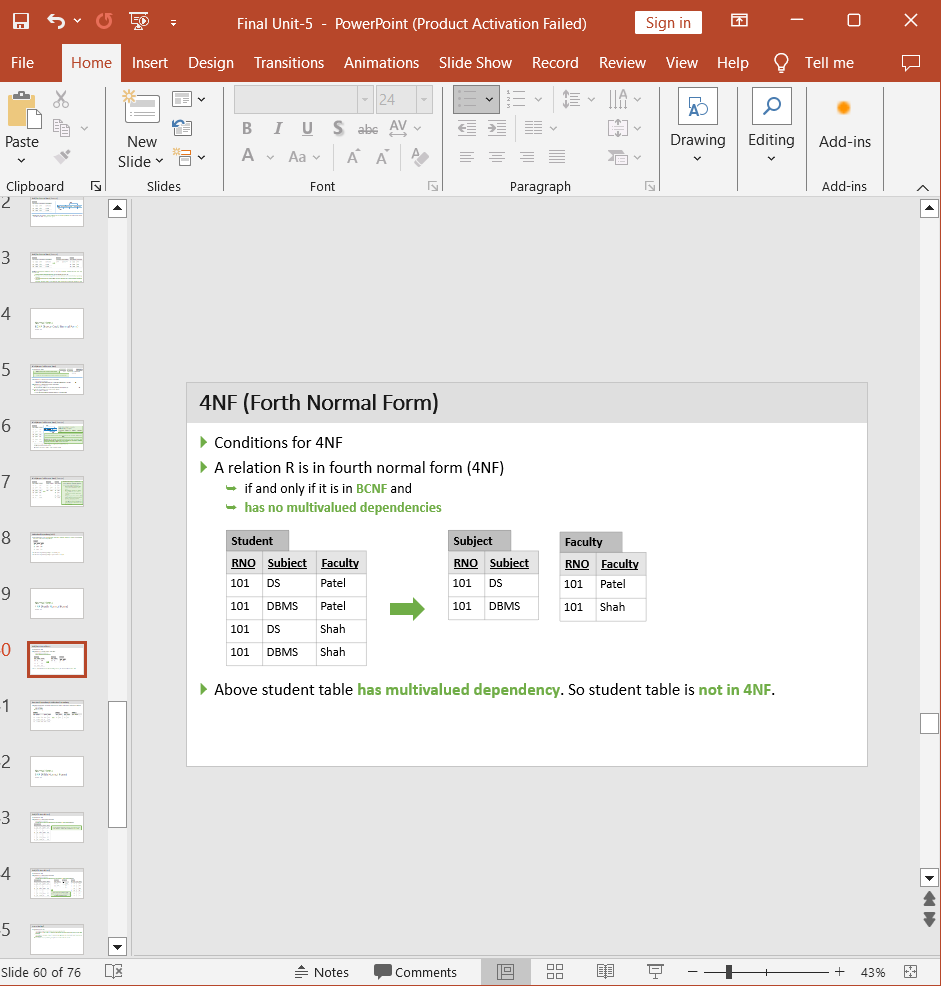 Final Unit-5 - PowerPoint (Product Activation Failed)
Sign in
File Home Insert Design Transitions Animations Slide Show Record Review View Help Tell me
Paste
Clipboard
New
Slide
Slides
24
B I U S abc AV
A Aa A A A
Font
Paragraph
Drawing
Editing
Add-ins
Add-ins
2
3
4
5
6
7
8
9
0
1
2
3
4
5
4NF (Forth Normal Form)
Conditions for 4NF
A relation R is in fourth normal form (4NF)
if and only if it is in BCNF and
has no multivalued dependencies
Student
RNO Subject Faculty
101 DS Patel
101 DBMS Patel
101 DS Shah
101 DBMS Shah
Subject
RNO Subject
101 DS
101 DBMS
Faculty
RNO Faculty
101 Patel
101 Shah
Above student table has multivalued dependency. So student table is not in 4NF.
Slide 60 of 76
Notes
Comments
43%